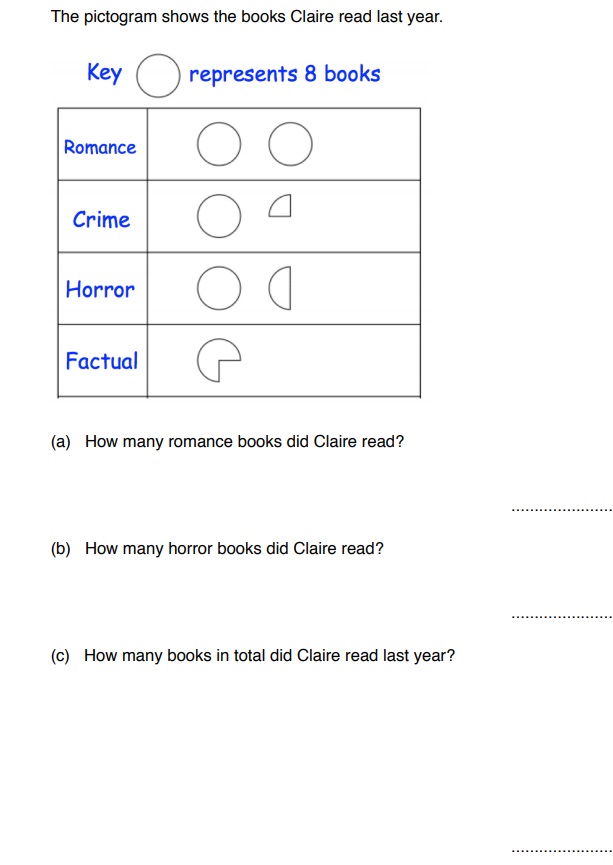 The pictogram shows the books Claire read last year.
Key represents 8 books
Romance
Crime
Horror
Factual
(a) How many romance books did Claire read?
.......................
(b) How many horror books did Claire read?
.......................
(c) How many books in total did Claire read last year?
.......................